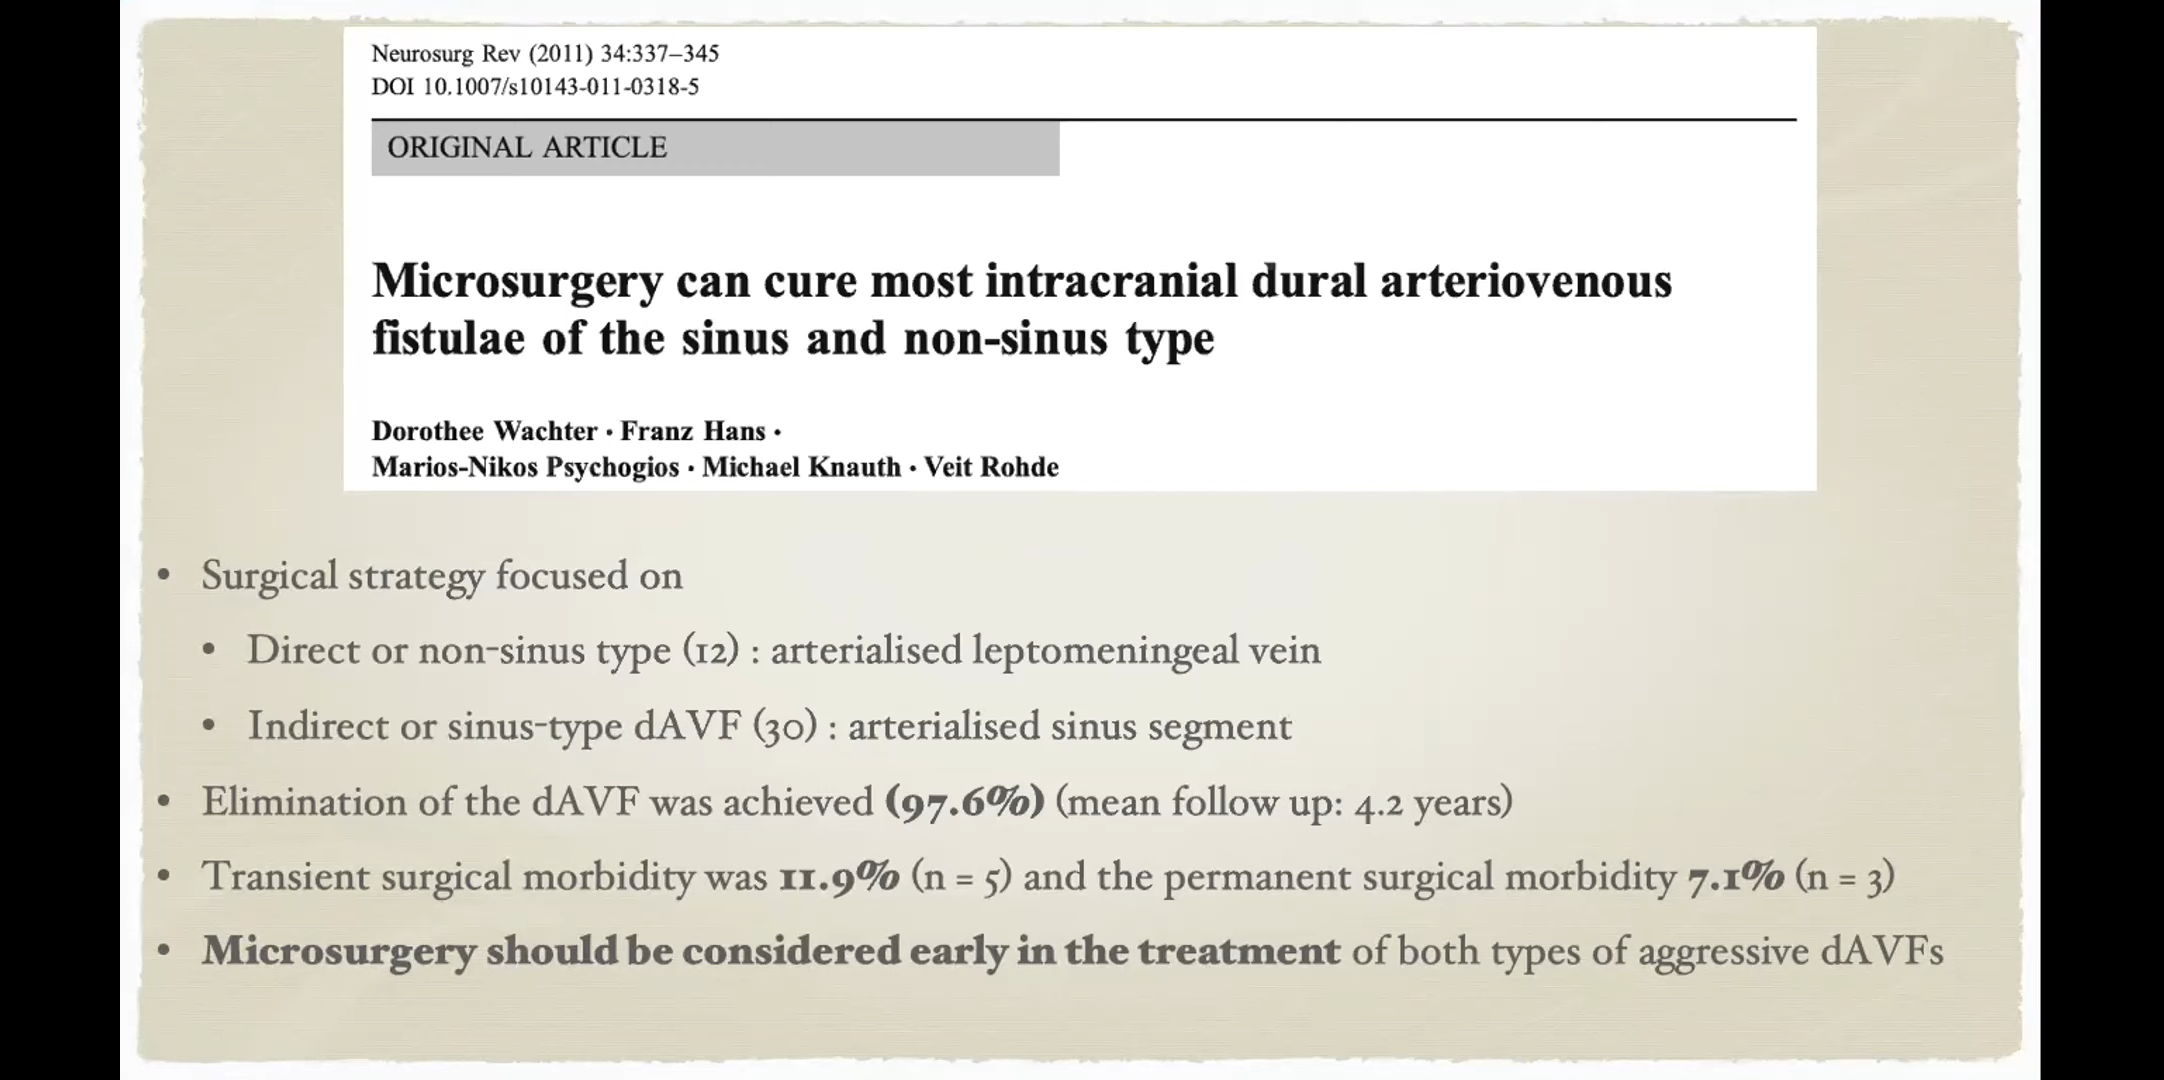 Neurosurg Rev (2011) 34:337–345
DOI 10.1007/s10143-011-0318-5
ORIGINAL ARTICLE
Microsurgery can cure most intracranial dural arteriovenous
fistulae of the sinus and non-sinus type
Dorothee Wachter · Franz Hans ·
Marios-Nikos Psychogios · Michael Knauth · Veit Rohde
• Surgical strategy focused on
• Direct or non-sinus type (12) : arterialised leptomeningeal vein
• Indirect or sinus-type dAVF (30) : arterialised sinus segment
• Elimination of the dAVF was achieved (97.6%) (mean follow up: 4.2 years)
• Transient surgical morbidity was 11.9% (n = 5) and the permanent surgical morbidity 7.1% (n = 3)
• Microsurgery should be considered early in the treatment of both types of aggressive dAVFs